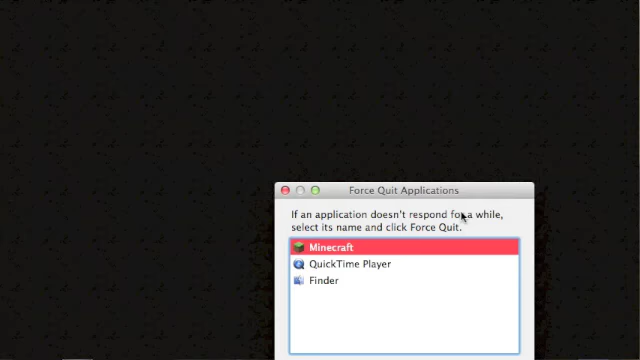 Force Quit Applications
If an application doesn't respond for a while,
select its name and click Force Quit.
Minecraft
QuickTime Player
Finder